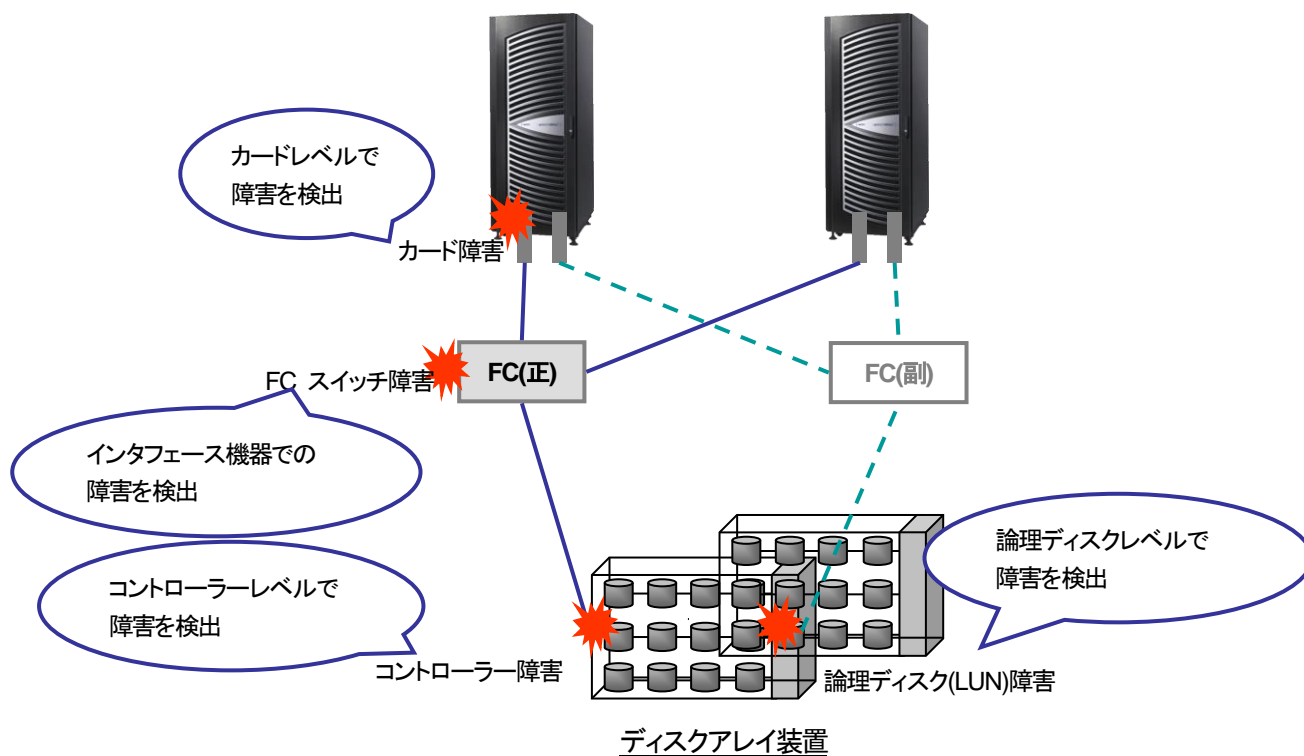 カードレベルで
障害を検出
カード障害
FC(正)
FC(副)
FC スイッチ障害
インタフェース機器での
障害を検出
コントローラーレベルで
障害を検出
コントローラー障害
論理ディスクレベルで
障害を検出
論理ディスク(LUN)障害
ディスクアレイ装置